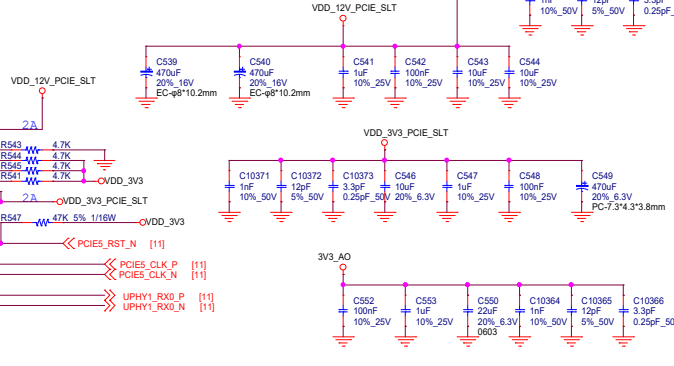 1nF
10%_50V
12pF
5%_50V
3.3pF
0.25pF_
VDD_12V_PCIE_SLT
C539
470uF
20%_16V
EC-φ8*10.2mm
C540
470uF
20%_16V
EC-φ8*10.2mm
C541
1uF
10%_25V
C542
100nF
10%_25V
C543
10uF
10%_25V
C544
10uF
10%_25V
VDD_12V_PCIE_SLT
2A
R543 4.7K
R544 4.7K
R545 4.7K
R541 4.7K
VDD_3V3
2A
VDD_3V3_PCIE_SLT
R547 47K 5% 1/16W
VDD_3V3
PCIE5_RST_N [11]
PCIE5_CLK_P [11]
PCIE5_CLK_N [11]
UPHY1_RX0_P [11]
UPHY1_RX0_N [11]
VDD_3V3_PCIE_SLT
C10371
1nF
10%_50V
C10372
12pF
5%_50V
C10373
3.3pF
0.25pF_50V
C546
10uF
20%_6.3V
C547
1uF
10%_25V
C548
100nF
10%_25V
C549
470uF
20%_6.3V
PC-7.3*4.3*3.8mm
3V3_AO
C552
100nF
10%_25V
C553
1uF
10%_25V
C550
22uF
20%_6.3V
0603
C10364
1nF
10%_50V
C10365
12pF
5%_50V
C10366
3.3pF
0.25pF_50